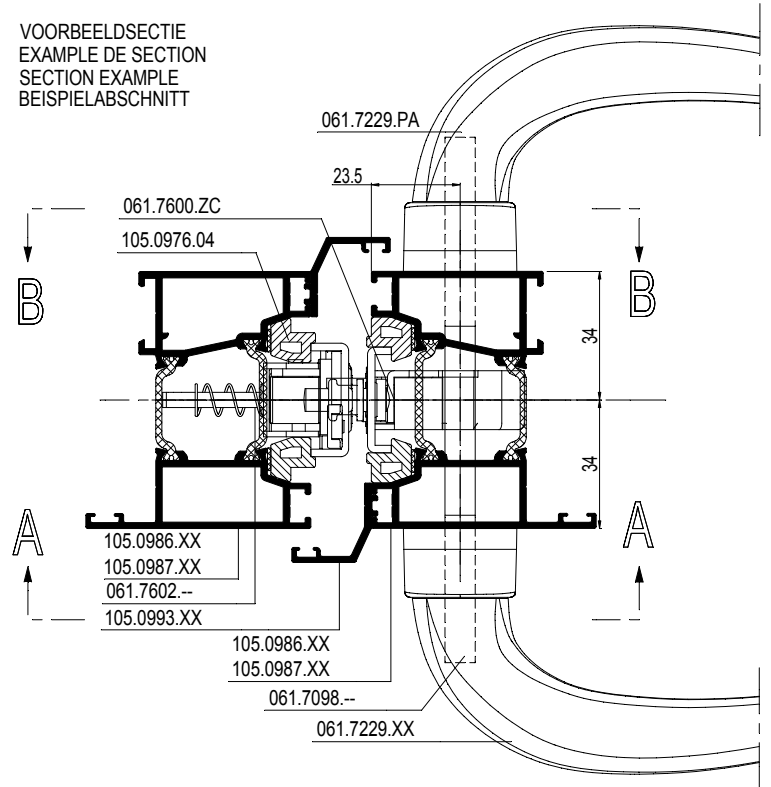 VOORBEELDSECTIE
EXAMPLE DE SECTION
SECTION EXAMPLE
BEISPIELABSCHNITT
061.7229.PA
23.5
061.7600.ZC
105.0976.04
B
B
34
34
A
A
105.0986.XX
105.0987.XX
061.7602.--
105.0993.XX
105.0986.XX
105.0987.XX
061.7098.--
061.7229.XX